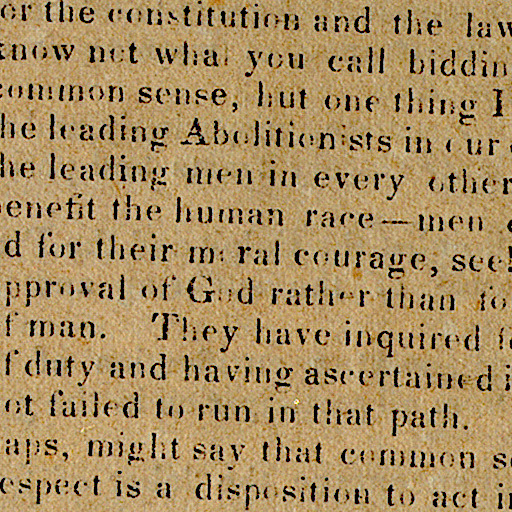 or the constitution and the law
know not what you call biddin
common sense, but one thing I
he leading Abolitionists in our
he leading men in every other
benefit the human race—men
d for their moral courage, see
pproval of God rather than fo
f man. They have inquired f
f duty and having ascertained i
ot failed to run in that path.
aps, might say that common s
espect is a disposition to act i